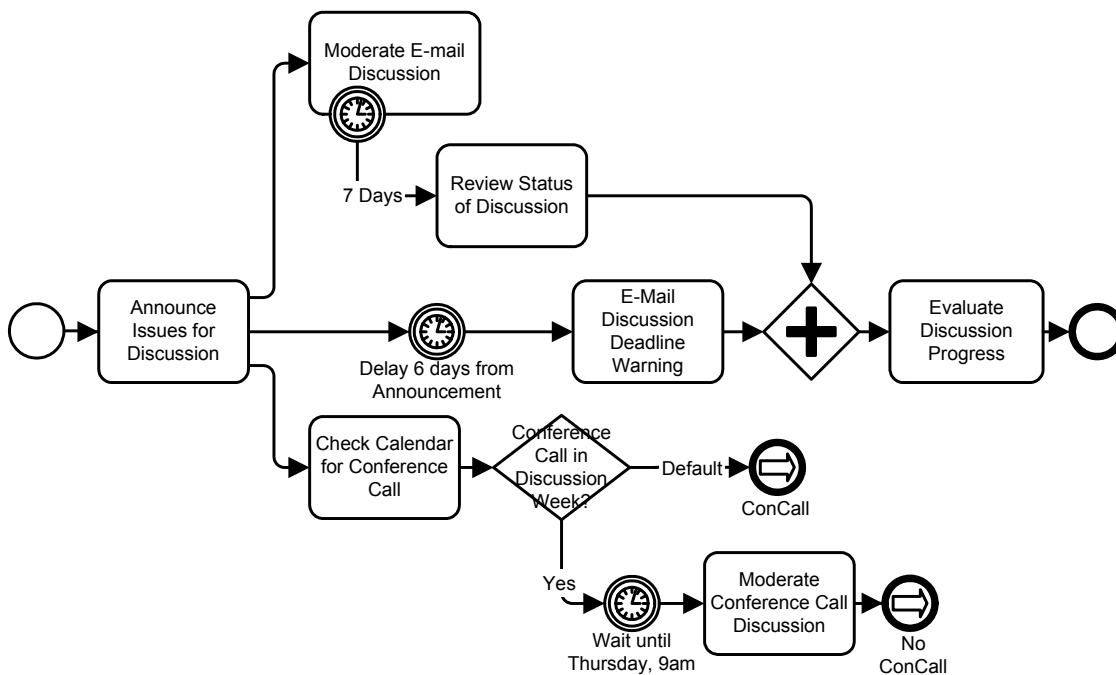 Moderate E-mail
Discussion
7 Days
Review Status
of Discussion
Announce
Issues for
Discussion
Delay 6 days from
Announcement
E-Mail
Discussion
Deadline
Warning
Evaluate
Discussion
Progress
Check Calendar
for Conference
Call
Conference
Call in
Discussion
Week?
Default
ConCall
Yes
Wait until
Thursday, 9am
Moderate
Conference Call
Discussion
No
ConCall